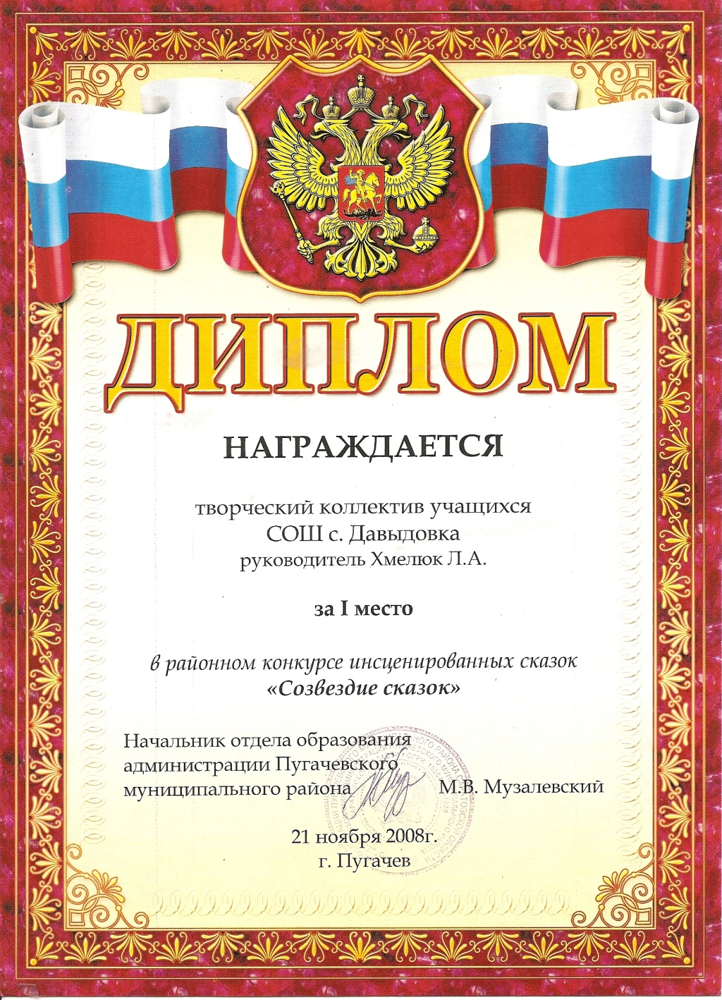 ДИПЛОМ
НАГРАЖДАЕТСЯ
творческий коллектив учащихся
СОШ с. Давыдовка
руководитель Хмелюк Л.А.
за I место
в районном конкурсе инсценированных сказок
«Созвездие сказок»
Начальник отдела образования
администрации Пугачевского
муниципального района
М.В. Музалевский
21 ноября 2008г.
г. Пугачев